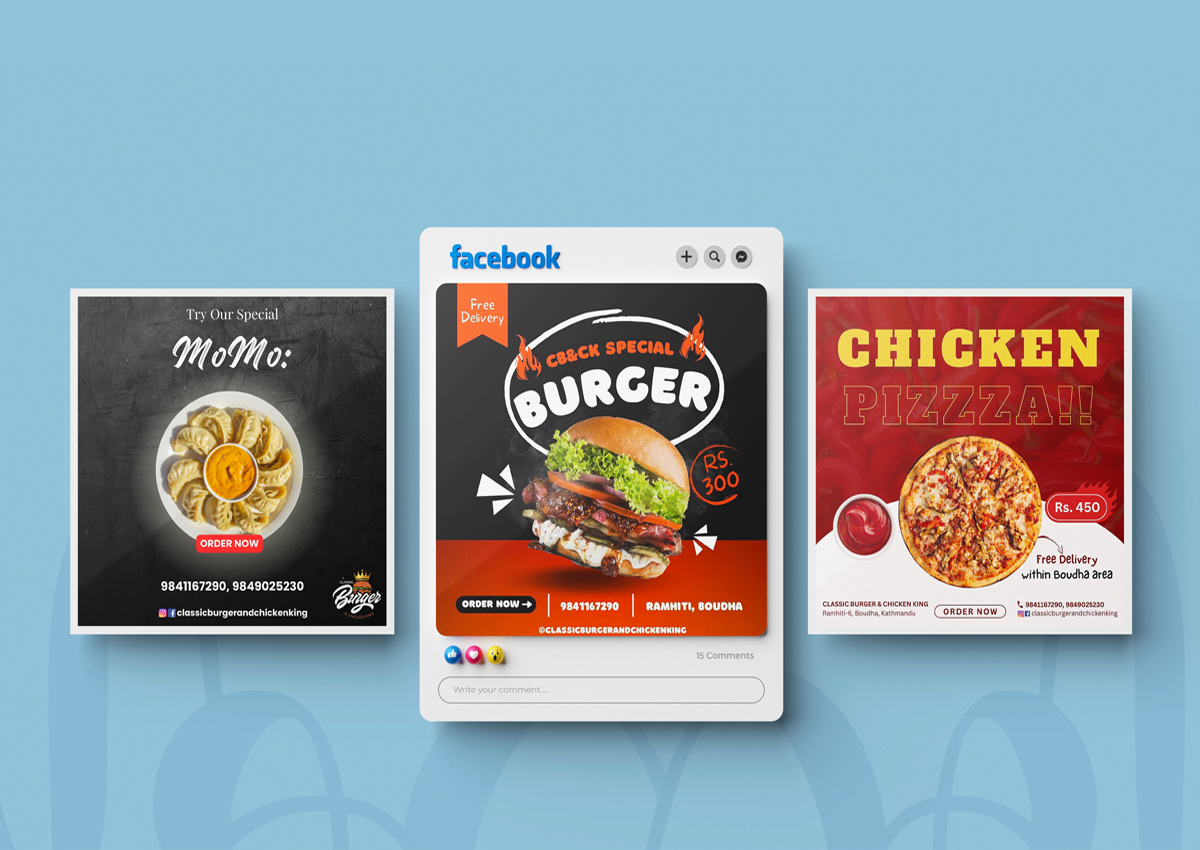 Try Our Special
MoMo:
ORDER NOW
9841167290, 9849025230
classicburgerandchickenking
CLASSIC
Burger
facebook
Free
Delivery
CB&CK SPECIAL
BURGER
RS.
300
ORDER NOW
9841167290
RAMHITI, BOUDHA
@CLASSICBURGERANDCHICKENKING
15 Comments
Write your comment....
CHICKEN
PIZZZA!!
Rs. 450
Free Delivery
within Boudha area
CLASSIC BURGER & CHICKEN KING
Ramhiti-6, Boudha, Kathmandu
ORDER NOW
9841167290, 9849025230
classicburgerandchickenking